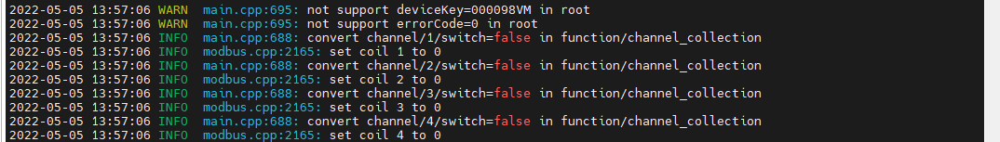 2022-05-05 13:57:06 WARN main.cpp:695: not support deviceKey=000098VM in root
2022-05-05 13:57:06 WARN main.cpp:695: not support errorCode=0 in root
2022-05-05 13:57:06 INFO main.cpp:688: convert channel/1/switch=false in function/channel_collection
2022-05-05 13:57:06 INFO modbus.cpp:2165: set coil 1 to 0
2022-05-05 13:57:06 INFO main.cpp:688: convert channel/2/switch=false in function/channel_collection
2022-05-05 13:57:06 INFO modbus.cpp:2165: set coil 2 to 0
2022-05-05 13:57:06 INFO main.cpp:688: convert channel/3/switch=false in function/channel_collection
2022-05-05 13:57:06 INFO modbus.cpp:2165: set coil 3 to 0
2022-05-05 13:57:06 INFO main.cpp:688: convert channel/4/switch=false in function/channel_collection
2022-05-05 13:57:06 INFO modbus.cpp:2165: set coil 4 to 0